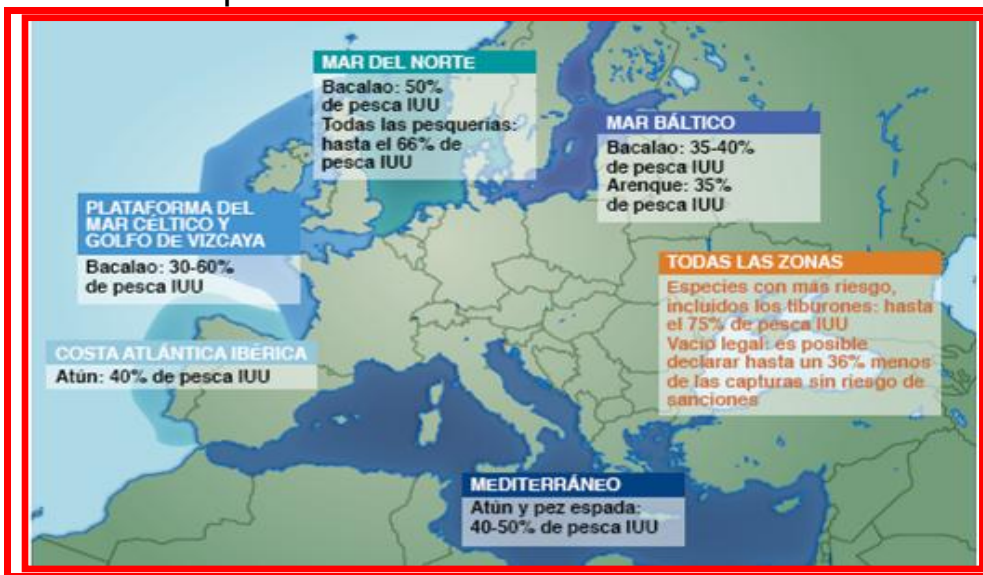 MAR DEL NORTE
Bacalao: 50%
de pesca IUU
Todas las pesquerías:
hasta el 66% de
pesca IUU
MAR BÁLTICO
Bacalao: 35-40%
de pesca IUU
Arenque: 35%
de pesca IUU
PLATAFORMA DEL
MAR CÉLTICO Y
GOLFO DE VIZCAYA
Bacalao: 30-60%
de pesca IUU
TODAS LAS ZONAS
Especies con más riesgo,
incluidos los tiburones: hasta
el 75% de pesca IUU
Vacío legal: es posible
declarar hasta un 36% menos
de las capturas sin riesgo de
sanciones
COSTA ATLÁNTICA IBÉRICA
Atún: 40% de pesca IUU
MEDITERRÁNEO
Atún y pez espada:
40-50% de pesca IUU